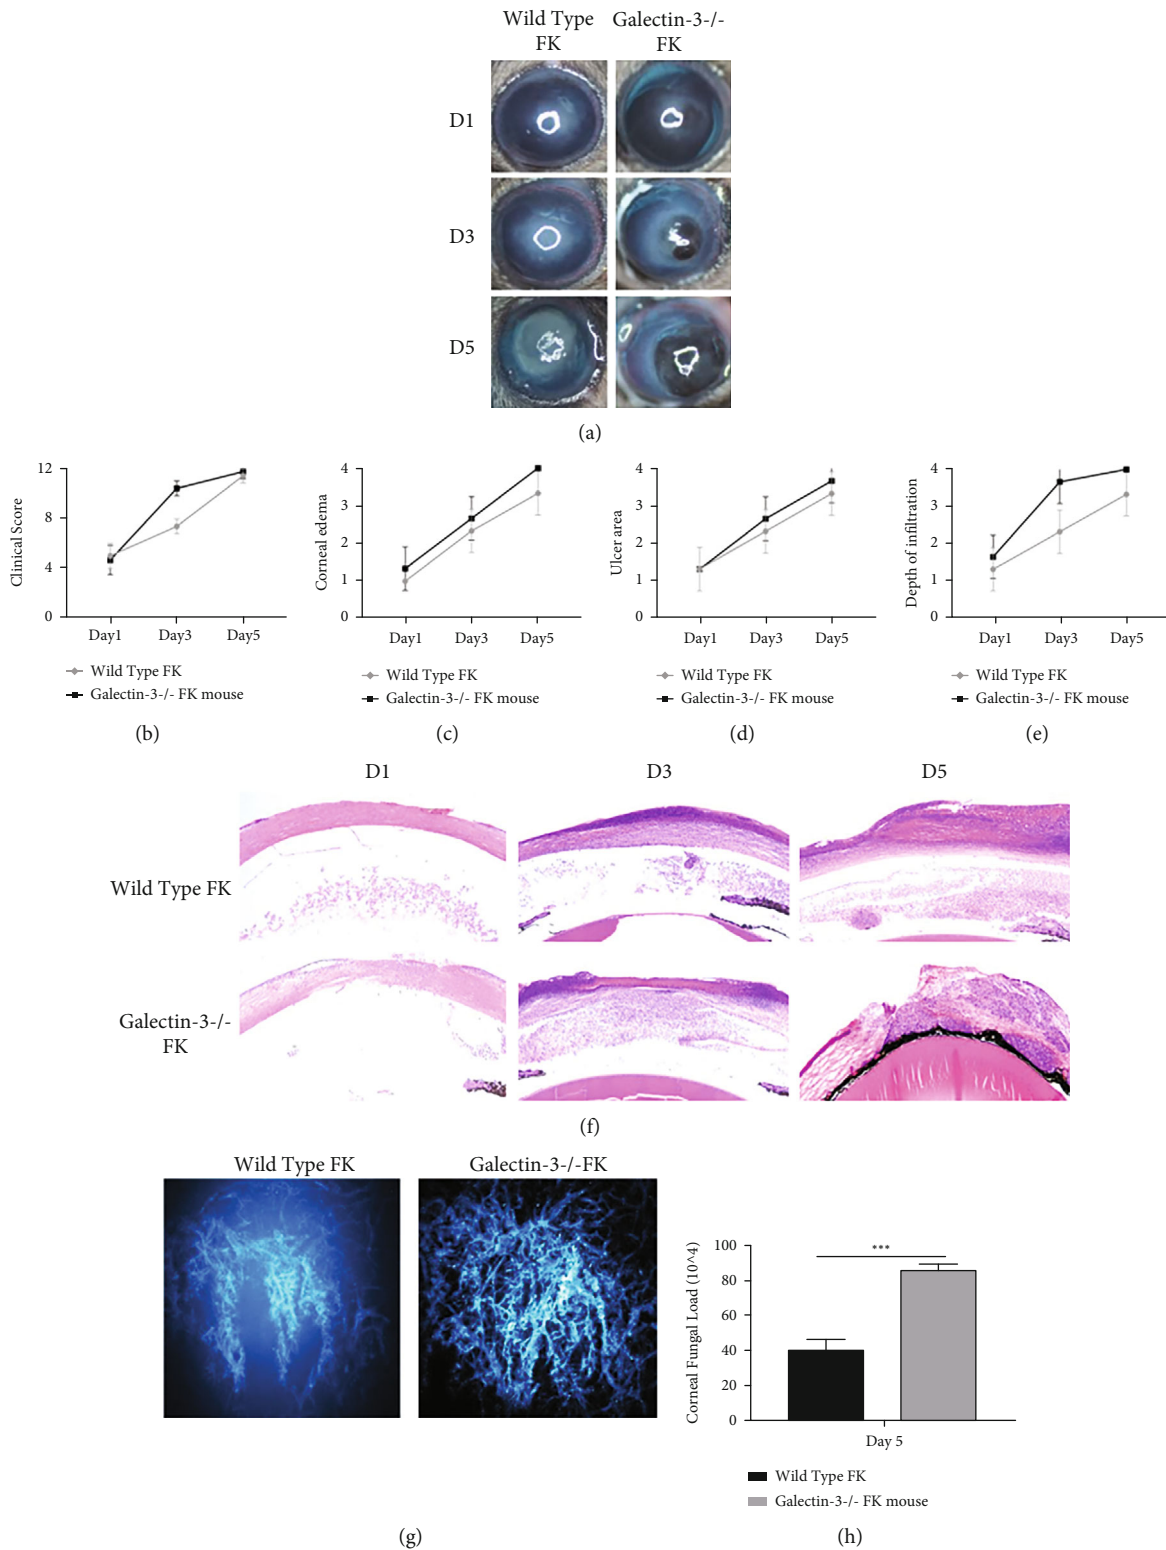 Wild Type
FK
Galectin-3-/-
FK
D1
D3
D5
(a)
Clinical Score
12
8
4
0
Day1
Day3
Day5
Wild Type FK
Galectin-3-/- FK mouse
(b)
Corneal edema
4
3
2
1
0
Day1
Day3
Day5
Wild Type FK
Galectin-3-/- FK mouse
(c)
Ulcer area
4
3
2
1
0
Day1
Day3
Day5
Wild Type FK
Galectin-3-/- FK mouse
(d)
Depth of infiltration
4
3
2
1
0
Day1
Day3
Day5
Wild Type FK
Galectin-3-/- FK mouse
(e)
D1
D3
D5
Wild Type FK
Galectin-3-/-
FK
(f)
Wild Type FK
Galectin-3-/-FK
(g)
Corneal Fungal Load (10^4)
100
80
60
40
20
0
***
Day 5
Wild Type FK
Galectin-3-/- FK mouse
(h)